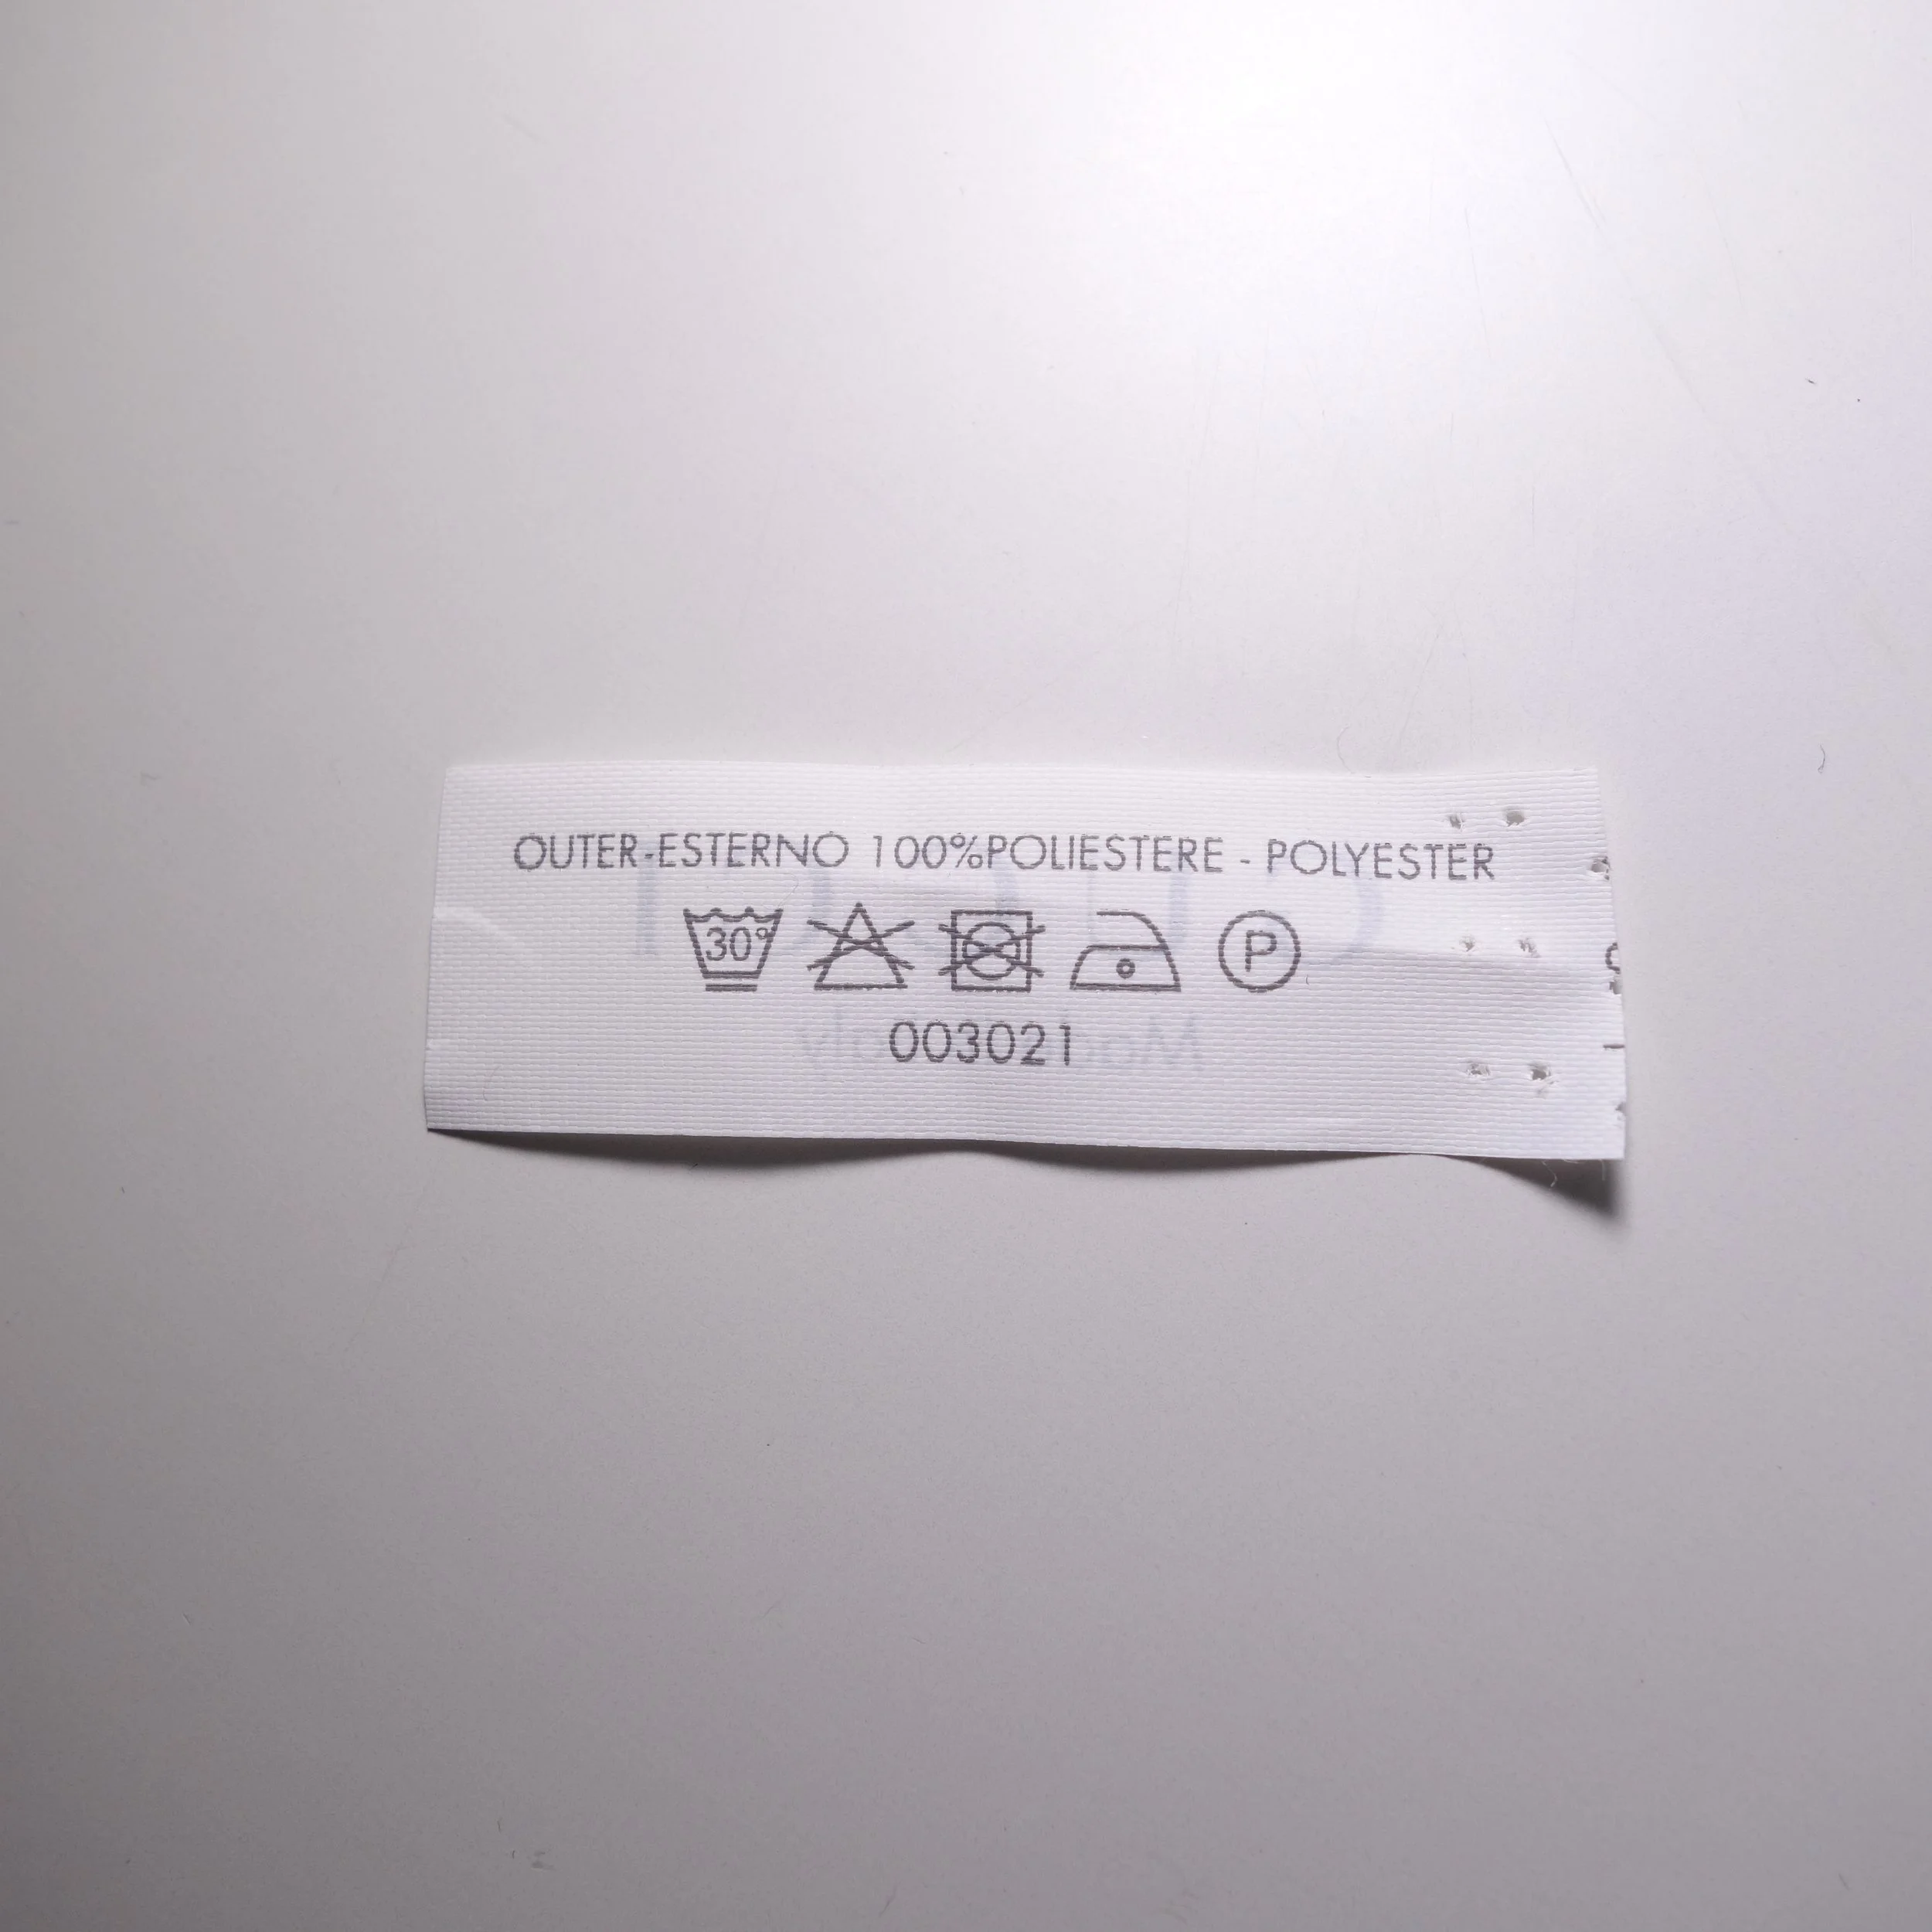 OUTER-ESTERNO 100%POLIESTERE - POLYESTER
30° P
003021